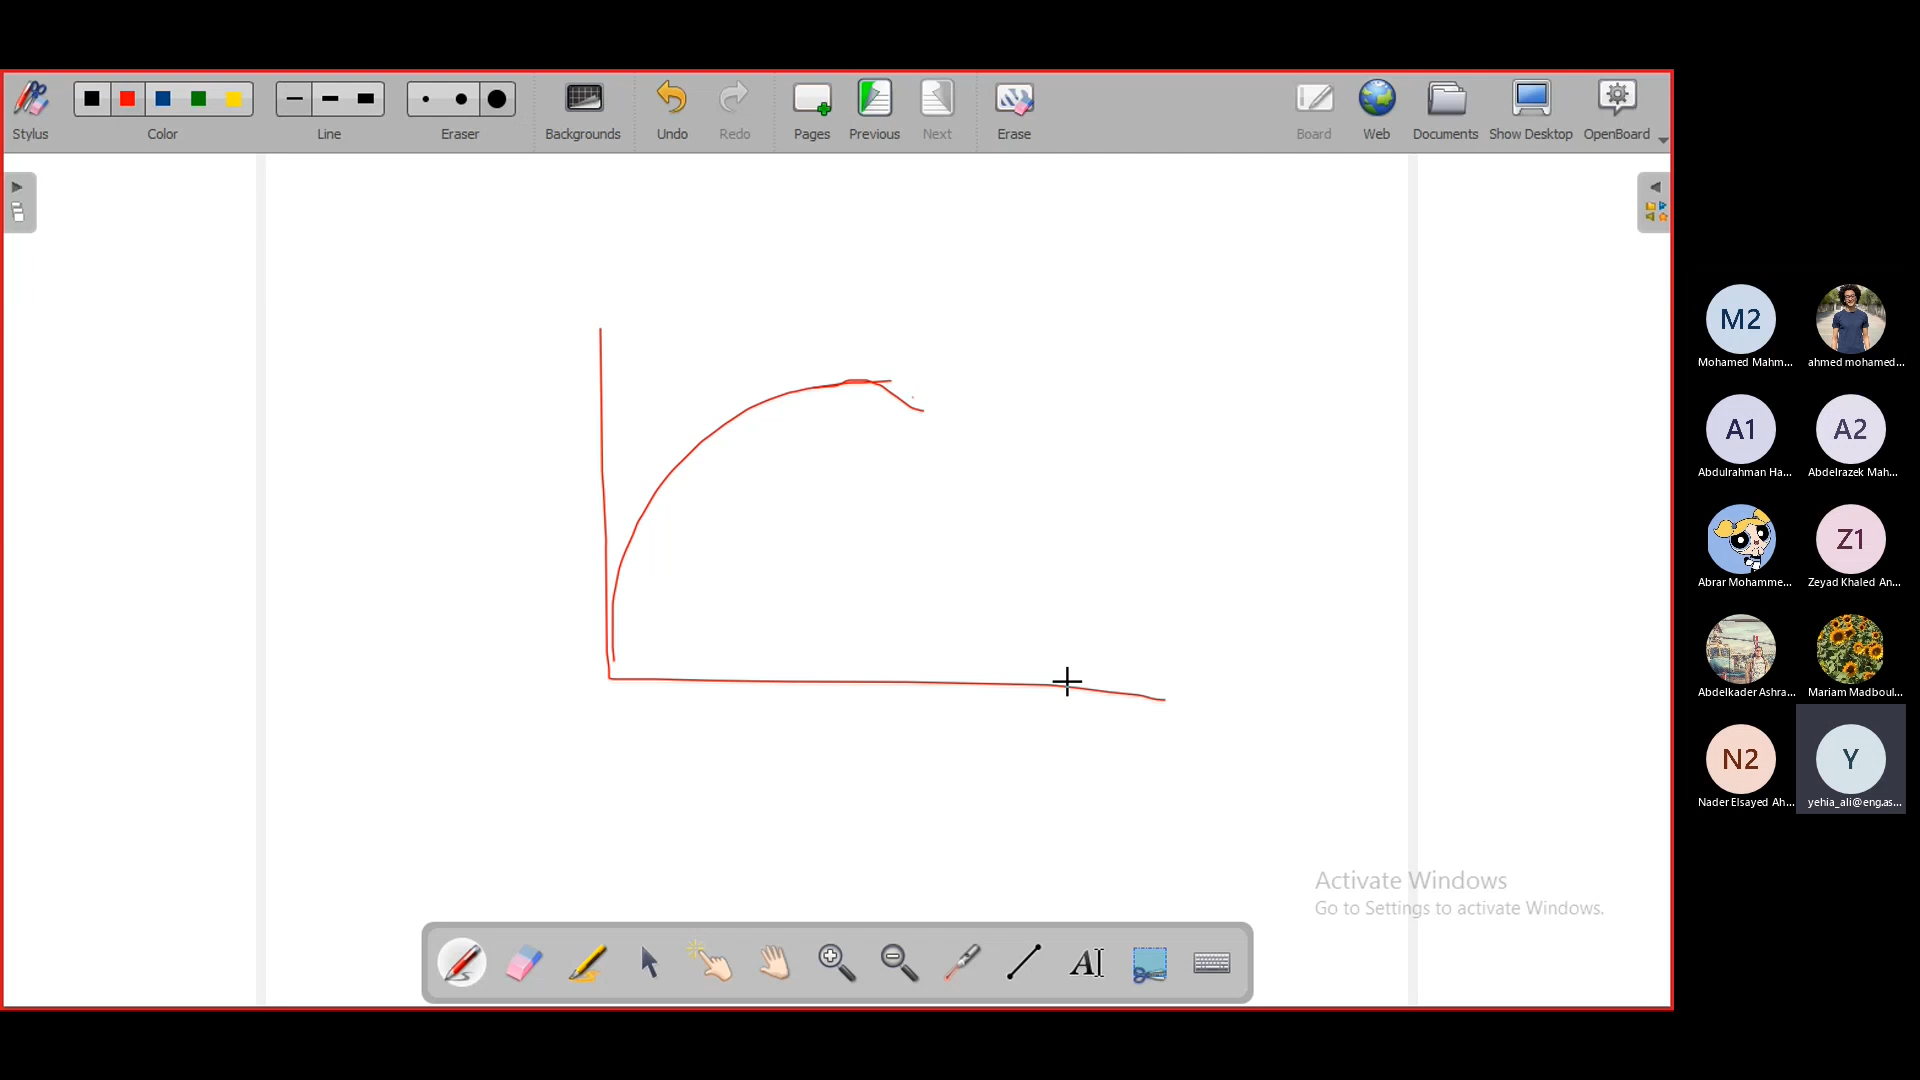 Stylus
Color
Line
Eraser
Backgrounds
Undo
Redo
Pages
Previous
Next
Erase
Board
Web
Documents
Show Desktop
OpenBoard
M2
Mohamed Mahm...
ahmed mohamed...
A1
A2
Abdulrahman Ha...
Abdelrazek Mah...
Z1
Abrar Mohamme...
Zeyad Khaled An...
Abdelkader Ashra...
Mariam Madboul...
N2
Y
Nader Elsayed Ah...
yehia_ali@eng.as...
Activate Windows
Go to Settings to activate Windows.
AI